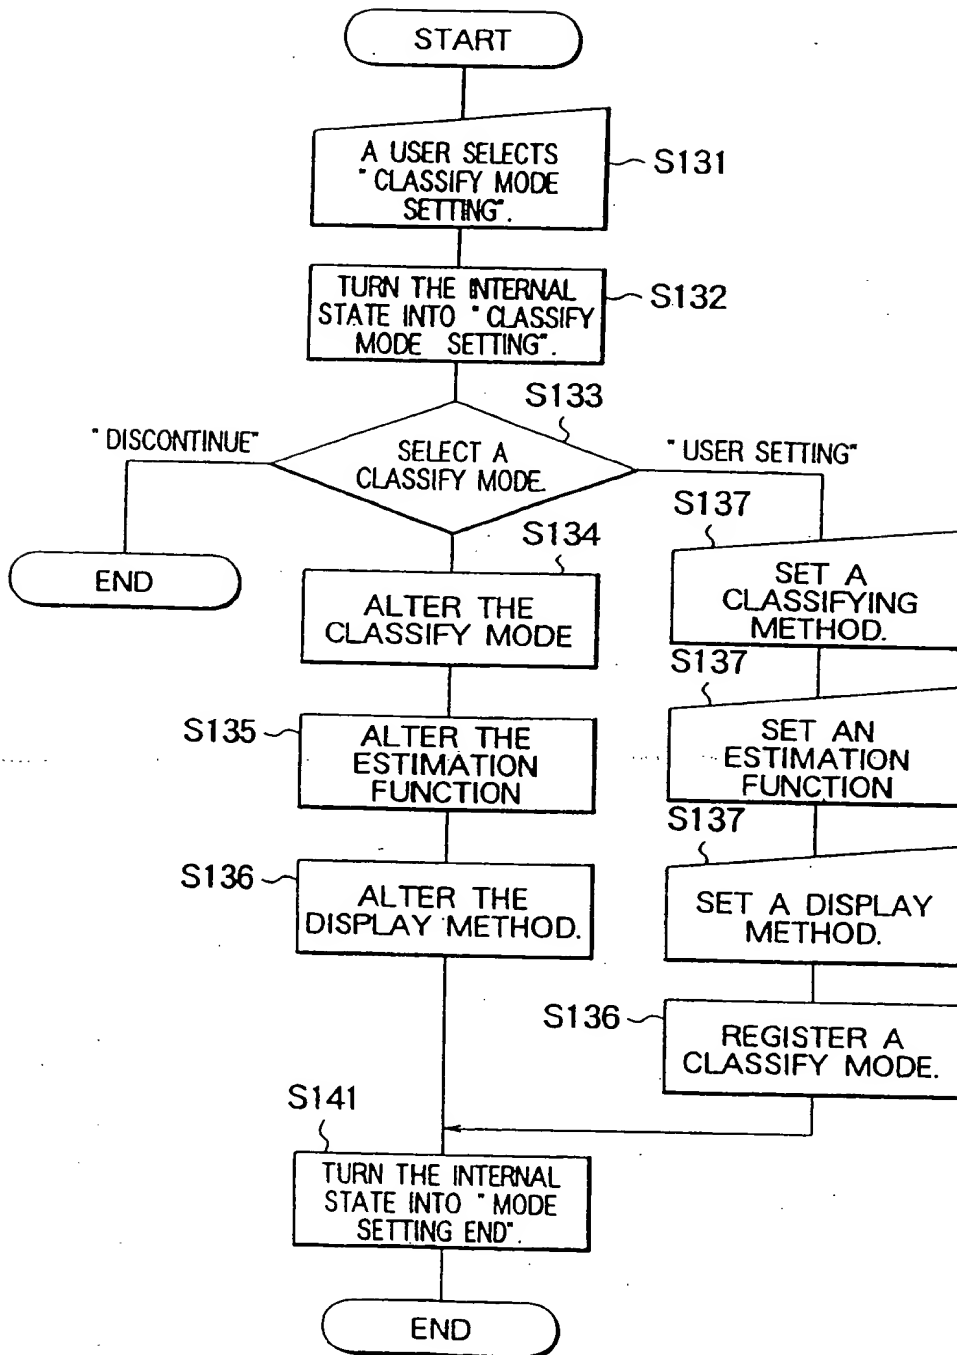 START
A USER SELECTS
"CLASSIFY MODE
SETTING".
S131
TURN THE INTERNAL
STATE INTO "CLASSIFY
MODE SETTING".
S132
S133
"DISCONTINUE"
SELECT A
CLASSIFY MODE.
"USER SETTING"
END
S134
ALTER THE
CLASSIFY MODE
S135
ALTER THE
ESTIMATION
FUNCTION
S136
ALTER THE
DISPLAY METHOD.
S137
SET A
CLASSIFYING
METHOD.
S137
SET AN
ESTIMATION
FUNCTION
S137
SET A DISPLAY
METHOD.
S136
REGISTER A
CLASSIFY MODE.
S141
TURN THE INTERNAL
STATE INTO "MODE
SETTING END".
END